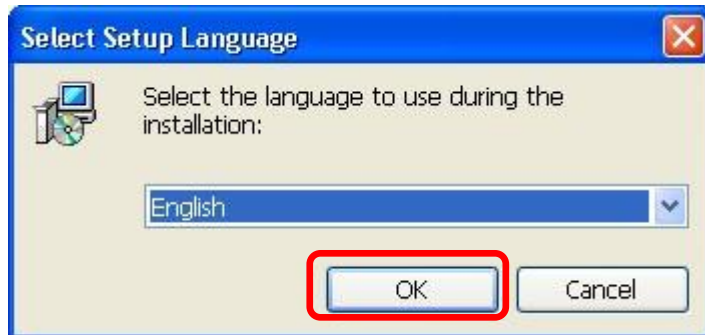 Select Setup Language
Select the language to use during the
installation:
English
OK
Cancel